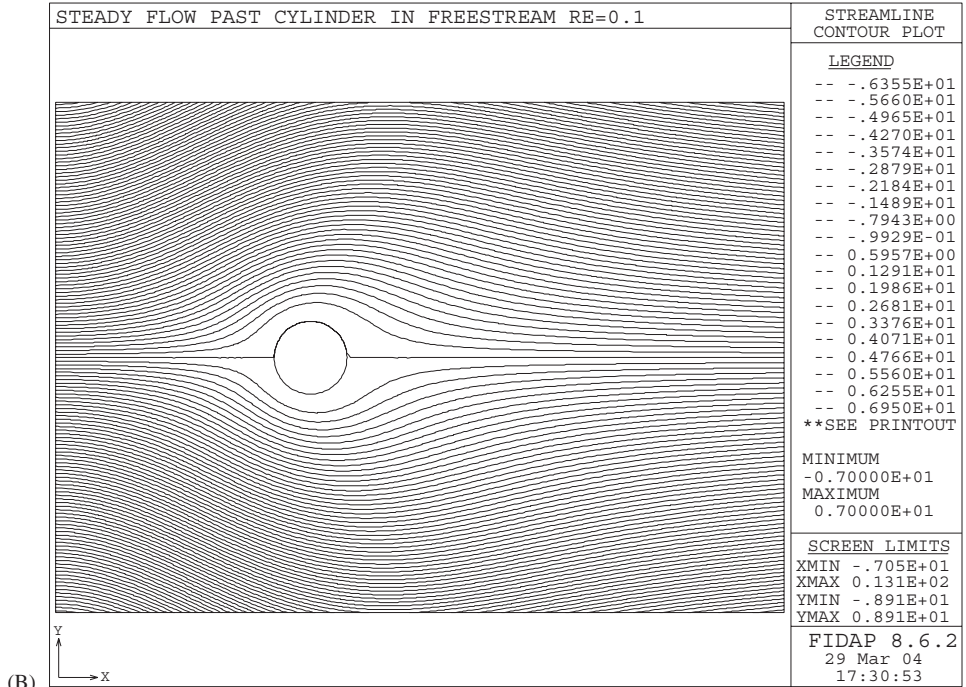 STEADY FLOW PAST CYLINDER IN FREESTREAM RE=0.1
STREAMLINE
CONTOUR PLOT
LEGEND
-- -.6355E+01
-- -.5660E+01
-- -.4965E+01
-- -.4270E+01
-- -.3574E+01
-- -.2879E+01
-- -.2184E+01
-- -.1489E+01
-- -.7943E+00
-- -.9929E-01
-- 0.5957E+00
-- 0.1291E+01
-- 0.1986E+01
-- 0.2681E+01
-- 0.3376E+01
-- 0.4071E+01
-- 0.4766E+01
-- 0.5560E+01
-- 0.6255E+01
-- 0.6950E+01
**SEE PRINTOUT
MINIMUM
-0.70000E+01
MAXIMUM
0.70000E+01
SCREEN LIMITS
XMIN -.705E+01
XMAX 0.131E+02
YMIN -.891E+01
YMAX 0.891E+01
FIDAP 8.6.2
29 Mar 04
17:30:53
Y
X
(B)